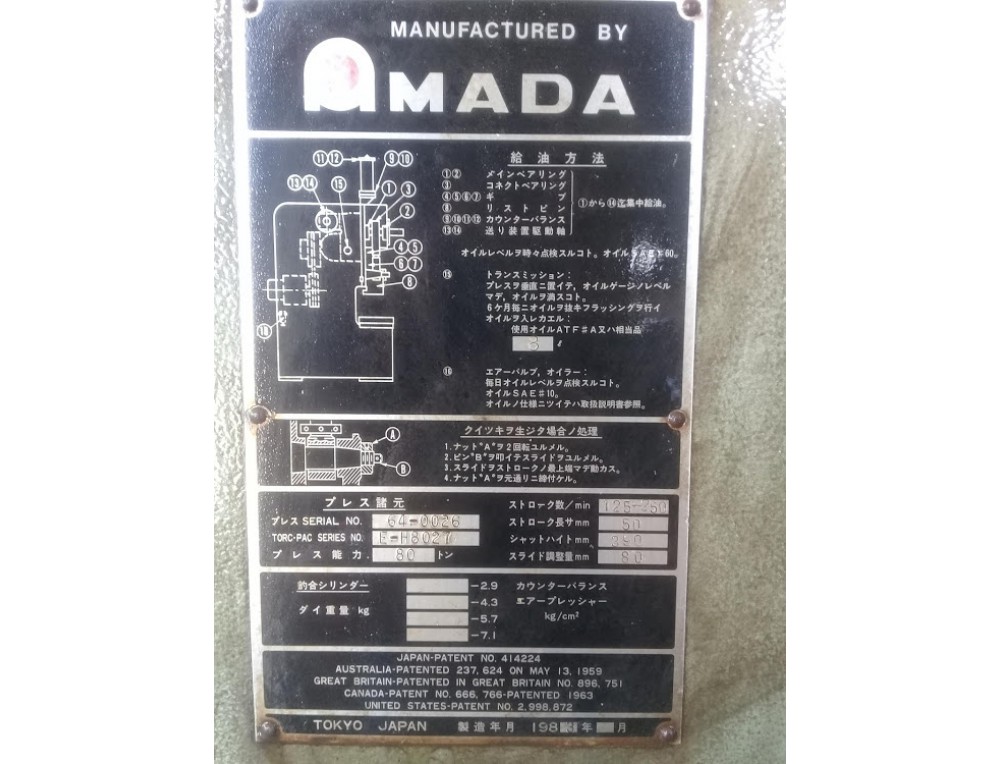 MANUFACTURED BY
AMADA
給油方法
①② メインベアリング
③ コネクトベアリング
④⑤⑥⑦ ギブ
⑧ リストピン
⑨⑩⑪⑫ カウンターバランス
⑬⑭ 送り装置駆動軸
①から⑭迄集中給油。
オイルレベルヲ時々点検スルコト。オイルSAE#60。
⑮ トランスミッション:
プレスヲ垂直ニ置イテ,オイルゲージノレベル
マデ,オイルヲ満スコト。
6ケ月毎ニオイルヲ抜キフラッシングヲ行イ
オイルヲ入レカエル:
使用オイルATF#A又ハ相当品
8 ℓ
⑯ エアーバルブ,オイラー:
毎日オイルレベルヲ点検スルコト。
オイルSAE#10。
オイルノ仕様ニツイテハ取扱説明書参照。
⑪⑫ ⑨⑩
⑬⑭ ⑮ ① ③
②
④⑤
⑥⑦
⑧
⑯
クイツキヲ生ジタ場合ノ処理
1.ナット"A"ヲ2回転ユルメル。
2.ピン"B"ヲ叩イテスライドヲユルメル。
3.スライドヲストロークノ最上端マデ動カス。
4.ナット"A"ヲ元通リニ締付ケル。
A
B
プレス諸元
プレス SERIAL NO. 64-0026
TORC-PAC SERIES NO.
プレス能力. 80 トン
ストローク数/min
ストローク長サmm 50
シャットハイト mm
スライド調整量mm 80
釣合シリンダー
ダイ重量 kg
-2.9
-4.3
-5.7
-7.1
カウンターバランス
エアープレッシャー
kg/cm²
JAPAN-PATENT NO. 414224
AUSTRALIA-PATENTED 237, 624 ON MAY 13, 1959
GREAT BRITAIN-PATENTED IN GREAT BRITAIN NO. 896, 751
CANADA-PATENT NO. 666, 766-PATENTED 1963
UNITED STATES-PATENT NO. 2,998,872
TOKYO JAPAN 製造年月 198 年 月